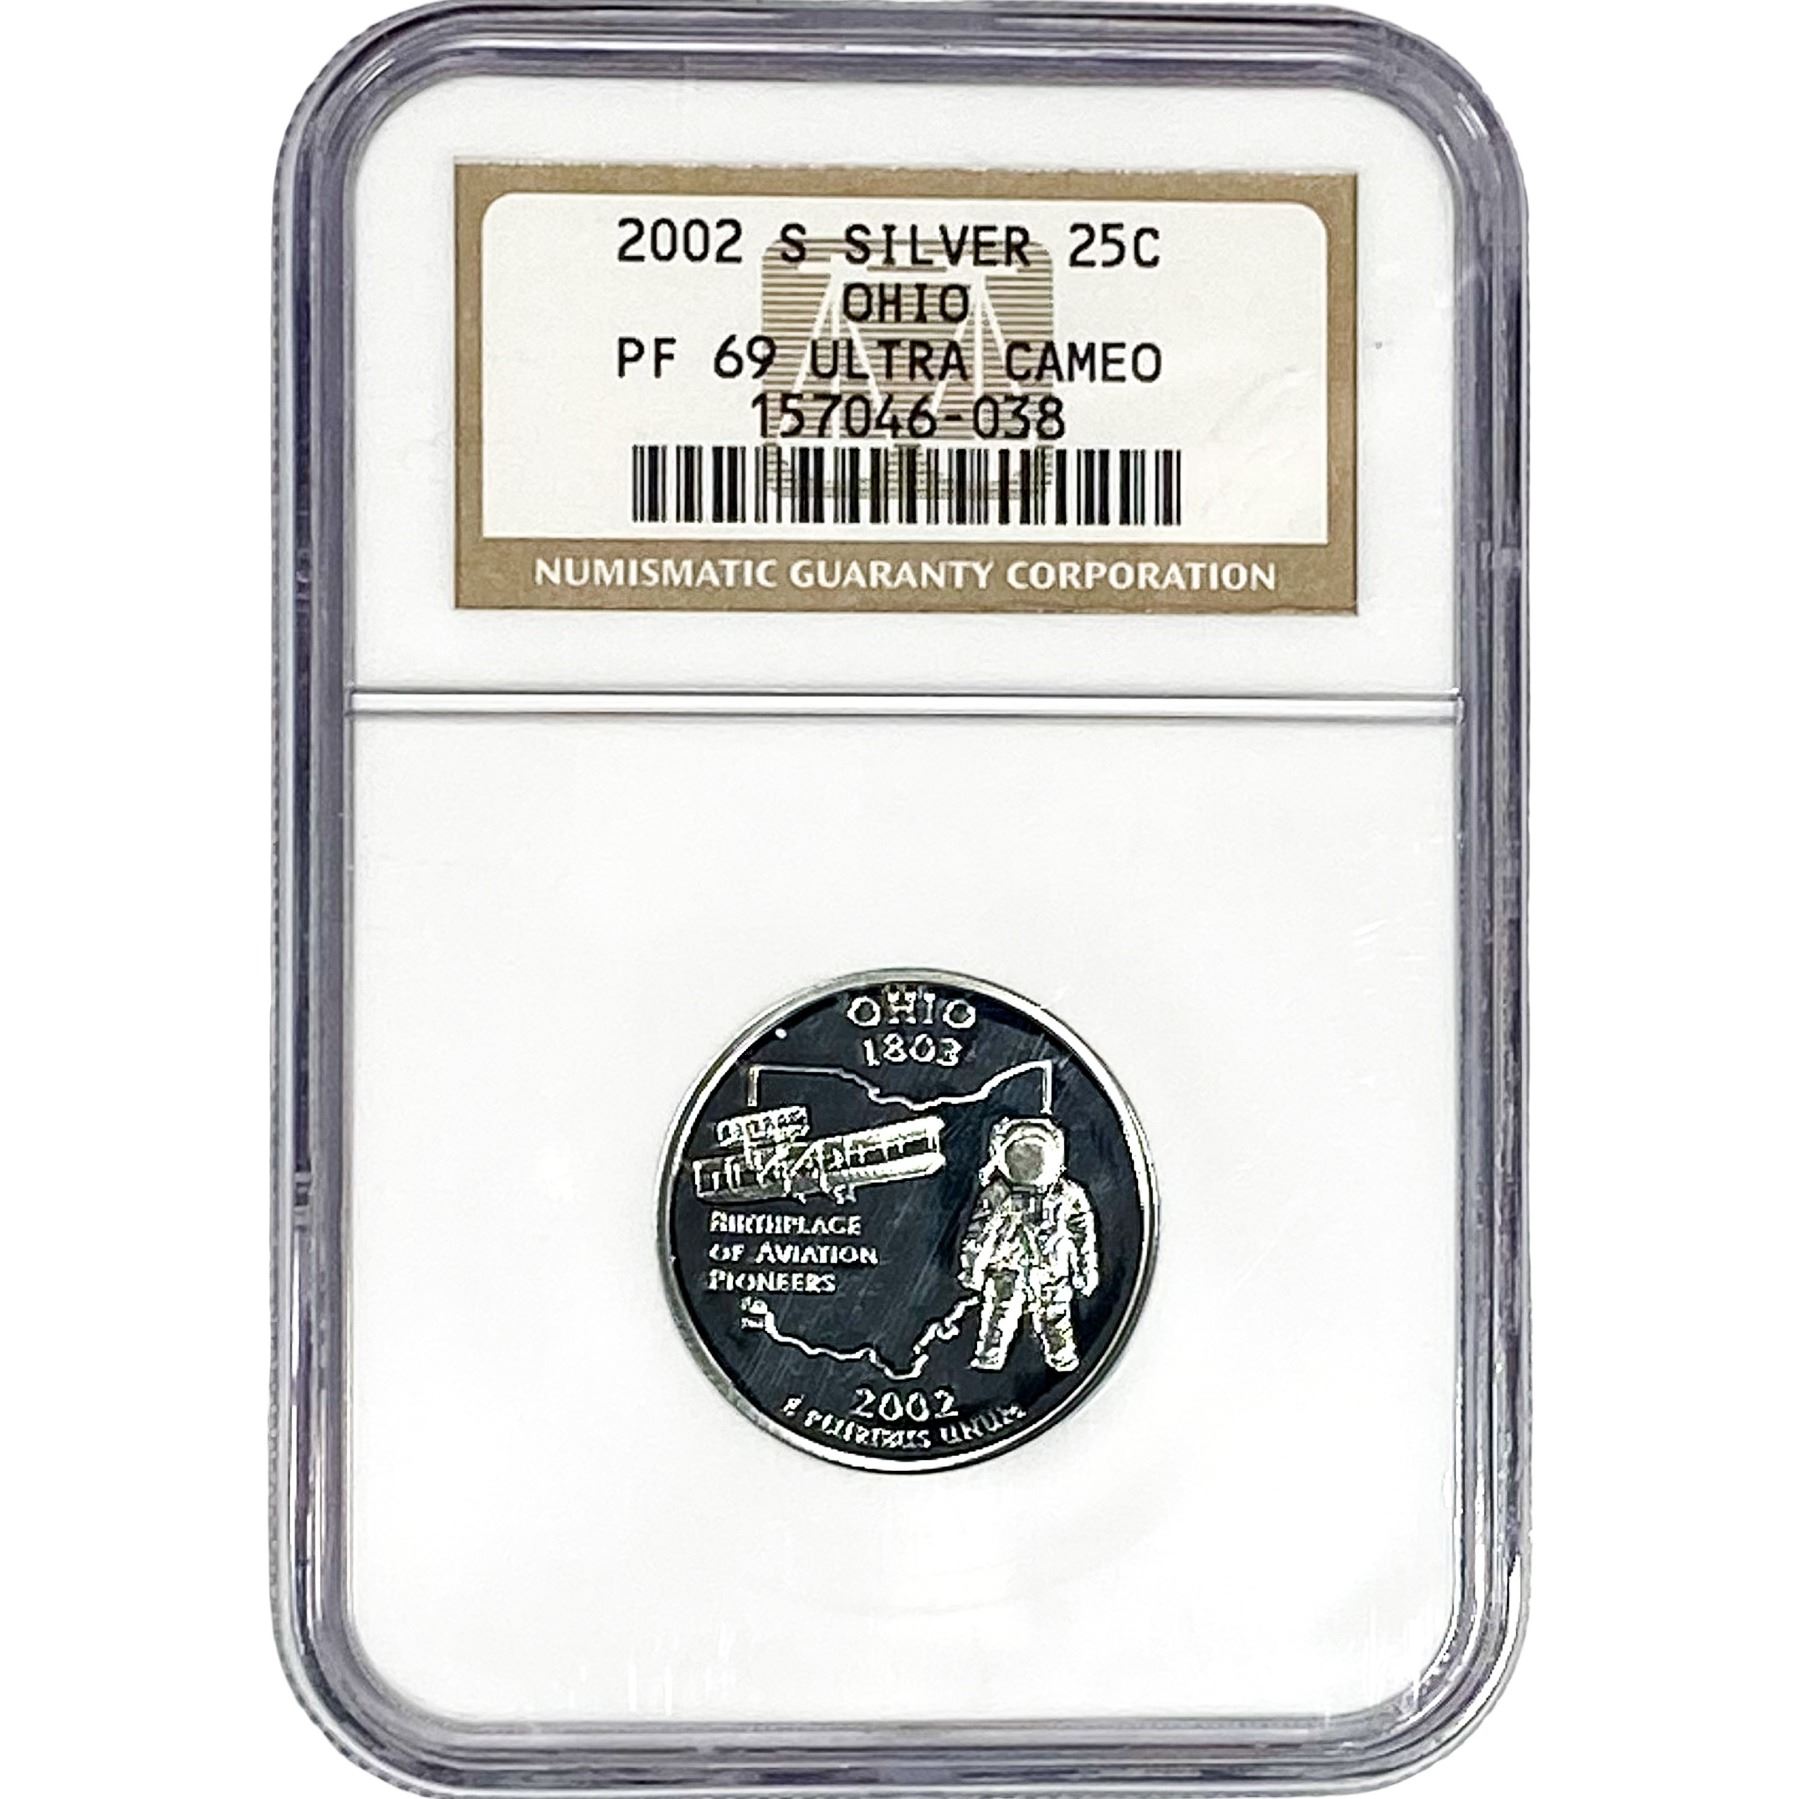 2002 S SILVER 25C
OHIO
PF 69 ULTRA CAMEO
157046-038
NUMISMATIC GUARANTY CORPORATION
OHIO
1803
BIRTHPLACE
OF AVIATION
PIONEERS
2002
E PLURIBUS UNUM